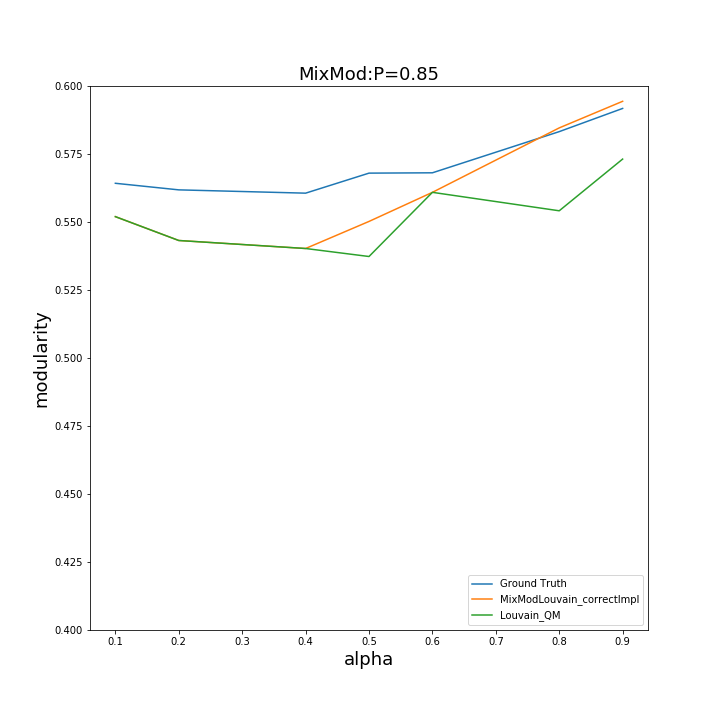 MixMod:P=0.85
0.600
0.575
0.550
0.525
0.500
0.475
0.450
0.425
0.400
modularity
0.1 0.2 0.3 0.4 0.5 0.6 0.7 0.8 0.9
alpha
Ground Truth
MixModLouvain_correctImpl
Louvain_QM